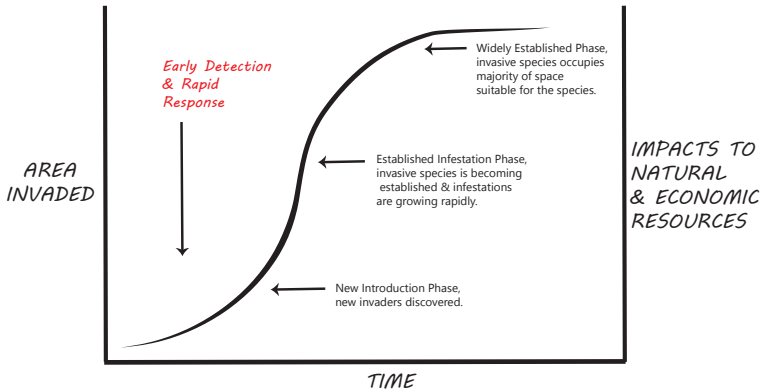 Early Detection
& Rapid
Response
Widely Established Phase,
invasive species occupies
majority of space
suitable for the species.
Established Infestation Phase,
invasive species is becoming
established & infestations
are growing rapidly.
New Introduction Phase,
new invaders discovered.
AREA
INVADED
IMPACTS TO
NATURAL
& ECONOMIC
RESOURCES
TIME